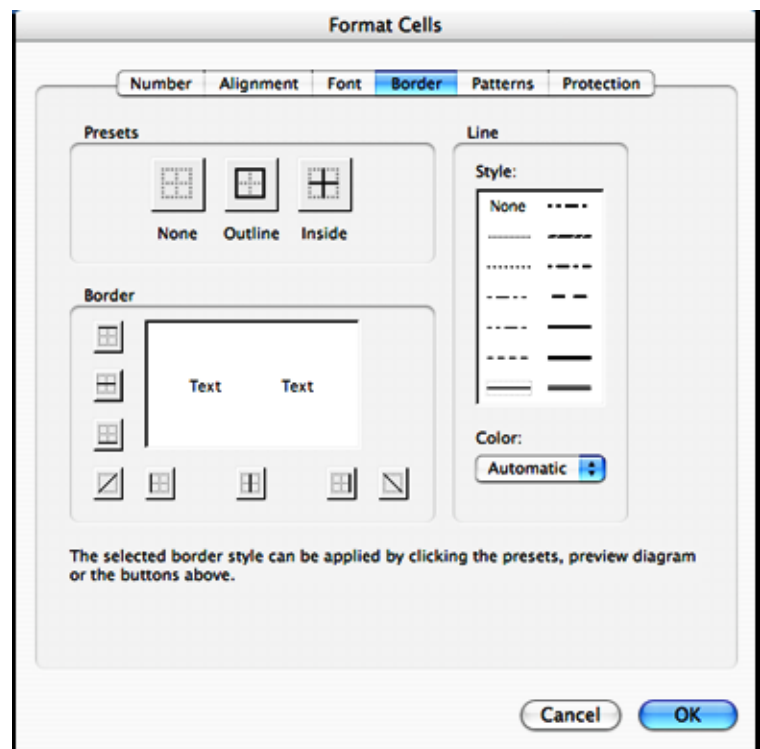 Format Cells
Number Alignment Font Border Patterns Protection
Presets
None Outline Inside
Line
Style:
None
Border
Text Text
Color:
Automatic
The selected border style can be applied by clicking the presets, preview diagram
or the buttons above.
Cancel OK